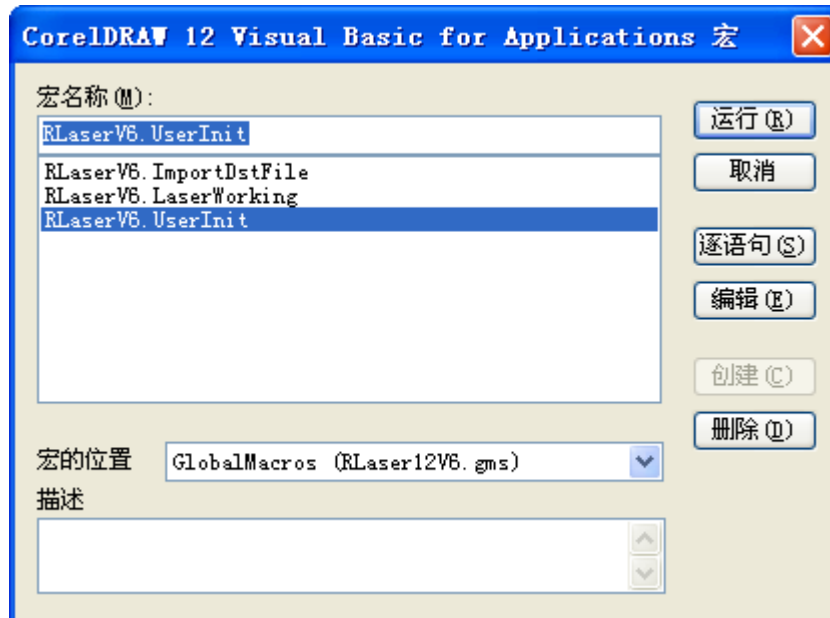 CorelDRAW 12 Visual Basic for Applications 宏
宏名称(M):
RLaserV6.UserInit
RLaserV6.ImportDstFile
RLaserV6.LaserWorking
RLaserV6.UserInit
运行(R)
取消
逐语句(S)
编辑(E)
创建(C)
删除(D)
宏的位置
GlobalMacros (RLaser12V6.gms)
描述